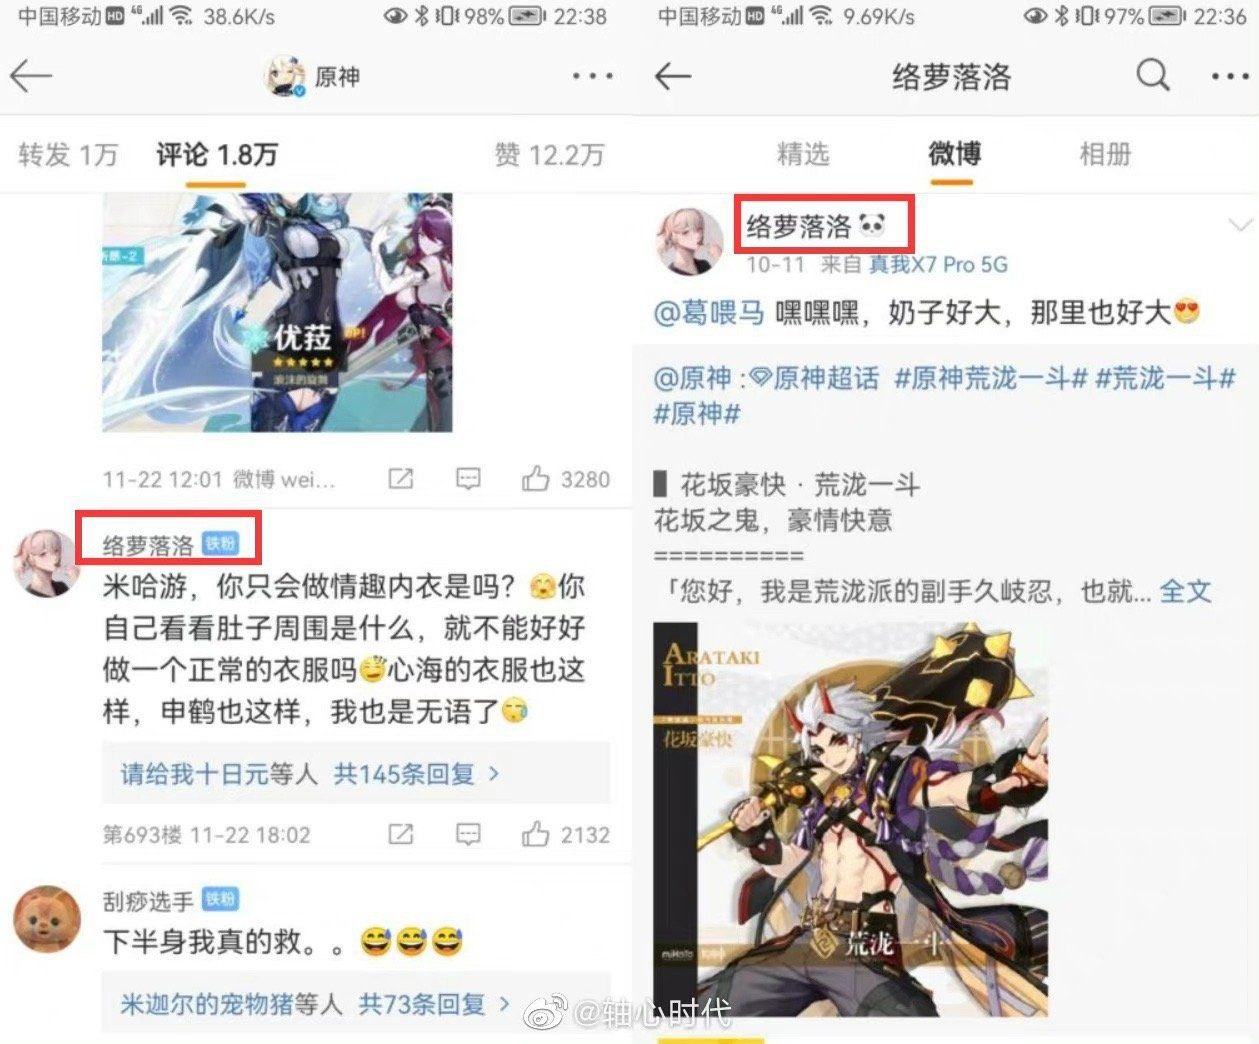 中国移动 HD 4G 38.6K/s 98% 22:38
原神
转发 1万 评论 1.8万 赞 12.2万
优菈
11-22 12:01 微博 wei... 3280
络萝落洛 铁粉
米哈游，你只会做情趣内衣是吗？🤗你
自己看看肚子周围是什么，就不能好好
做一个正常的衣服吗😅心海的衣服也这
样，申鹤也这样，我也是无语了😥
请给我十日元等人 共145条回复 >
第693楼 11-22 18:02 2132
刮痧选手 铁粉
下半身我真的救。。😅😅😅
米迦尔的宠物猪等人 共73条回复 >
中国移动 HD 4G 9.69K/s 97% 22:36
络萝落洛
精选 微博 相册
络萝落洛🐼
10-11 来自 真我X7 Pro 5G
@葛喂马 嘿嘿嘿，奶子好大，那里也好大😍
@原神 :原神超话 #原神荒泷一斗# #荒泷一斗#
#原神#
▊花坂豪快 · 荒泷一斗
花坂之鬼，豪情快意
==========
「您好，我是荒泷派的副手久岐忍，也就... 全文
ARATAKI
ITTO
花坂豪快
荒泷一斗
miHoYo
@轴心时代